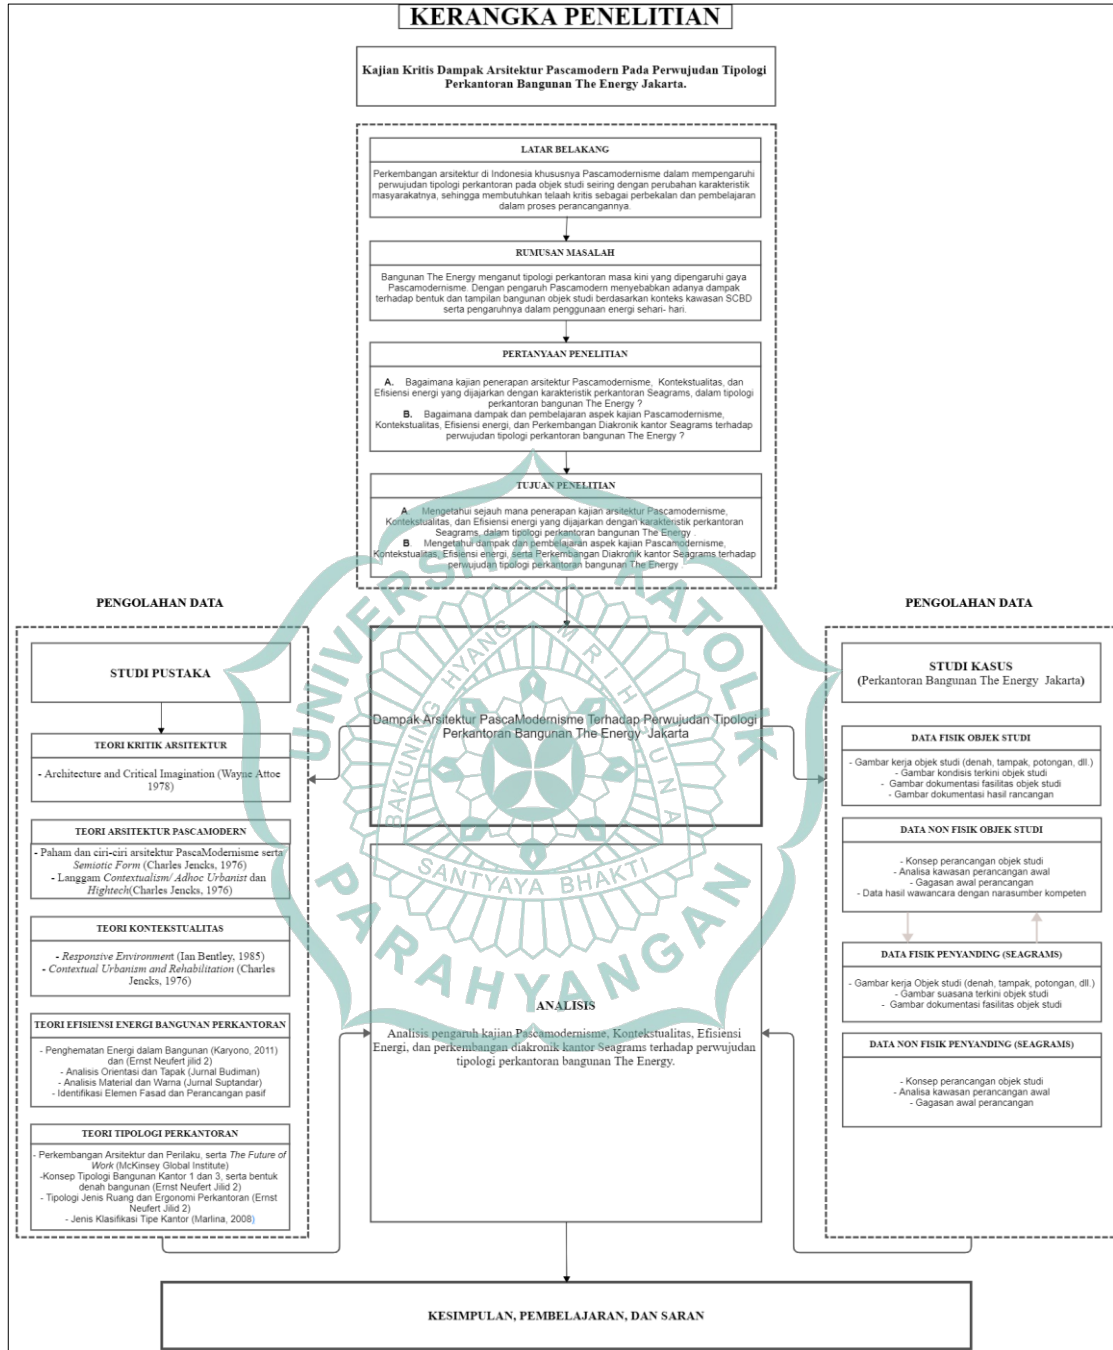 KERANGKA PENELITIAN
Kajian Kritis Dampak Arsitektur Pascamodern Pada Perwujudan Tipologi
Perkantoran Bangunan The Energy Jakarta.
LATAR BELAKANG
Perkembangan arsitektur di Indonesia khususnya Pascamodernisme dalam mempengaruhi
perwujudan tipologi perkantoran pada objek studi seiring dengan perubahan karakteristik
masyarakatnya, sehingga membutuhkan telaah kritis sebagai perbekalan dan pembelajaran
dalam proses perancangannya.
RUMUSAN MASALAH
Bangunan The Energy menganut tipologi perkantoran masa kini yang dipengaruhi gaya
Pascamodernisme. Dengan pengaruh Pascamodern menyebabkan adanya dampak
terhadap bentuk dan tampilan bangunan objek studi berdasarkan konteks kawasan SCBD
serta pengaruhnya dalam penggunaan energi sehari- hari.
PERTANYAAN PENELITIAN
A. Bagaimana kajian penerapan arsitektur Pascamodernisme, Kontekstualitas, dan
Efisiensi energi yang dijajarkan dengan karakteristik perkantoran Seagrams, dalam tipologi
perkantoran bangunan The Energy ?
B. Bagaimana dampak dan pembelajaran aspek kajian Pascamodernisme,
Kontekstualitas, Efisiensi energi, dan Perkembangan Diakronik kantor Seagrams terhadap
perwujudan tipologi perkantoran bangunan The Energy ?
TUJUAN PENELITIAN
A. Mengetahui sejauh mana penerapan kajian arsitektur Pascamodernisme,
Kontekstualitas, dan Efisiensi energi yang dijajarkan dengan karakteristik perkantoran
Seagrams, dalam tipologi perkantoran bangunan The Energy .
B. Mengetahui dampak dan pembelajaran aspek kajian Pascamodernisme,
Kontekstualitas, Efisiensi energi, serta Perkembangan Diakronik kantor Seagrams terhadap
perwujudan tipologi perkantoran bangunan The Energy .
PENGOLAHAN DATA
STUDI PUSTAKA
TEORI KRITIK ARSITEKTUR
- Architecture and Critical Imagination (Wayne Attoe
1978)
TEORI ARSITEKTUR PASCAMODERN
- Paham dan ciri-ciri arsitektur PascaModernisme serta
Semiotic Form (Charles Jencks, 1976)
- Langgam Contextualism/ Adhoc Urbanist dan
Hightech(Charles Jencks, 1976)
TEORI KONTEKSTUALITAS
- Responsive Environment (Ian Bentley, 1985)
- Contextual Urbanism and Rehabilitation (Charles
Jencks, 1976)
TEORI EFISIENSI ENERGI BANGUNAN PERKANTORAN
- Penghematan Energi dalam Bangunan (Karyono, 2011)
dan (Ernst Neufert jilid 2)
- Analisis Orientasi dan Tapak (Jurnal Budiman)
- Analisis Material dan Warna (Jurnal Suptandar)
- Identifikasi Elemen Fasad dan Perancangan pasif
TEORI TIPOLOGI PERKANTORAN
- Perkembangan Arsitektur dan Perilaku, serta The Future of
Work (McKinsey Global Institute)
-Konsep Tipologi Bangunan Kantor 1 and 3, serta bentuk
denah bangunan (Ernst Neufert Jilid 2)
- Tipologi Jenis Ruang dan Ergonomi Perkantoran (Ernst
Neufert Jilid 2)
- Jenis Klasifikasi Tipe Kantor (Marlina, 2008)
Dampak Arsitektur PascaModernisme Terhadap Perwujudan Tipologi
Perkantoran Bangunan The Energy Jakarta
ANALISIS
Analisis pengaruh kajian Pascamodernisme, Kontekstualitas, Efisiensi
Energi, dan perkembangan diakronik kantor Seagrams terhadap perwujudan
tipologi perkantoran bangunan The Energy.
UNIVERSITAS KATOLIK
PARAHYANGAN
BAKUNING HYANG MRIH GUNA
SANTYAYA BHAKTI
PENGOLAHAN DATA
STUDI KASUS
(Perkantoran Bangunan The Energy Jakarta)
DATA FISIK OBJEK STUDI
- Gambar kerja objek studi (denah, tampak, potongan, dll.)
- Gambar kondisis terkini objek studi
- Gambar dokumentasi fasilitas objek studi
- Gambar dokumentasi hasil rancangan
DATA NON FISIK OBJEK STUDI
- Konsep perancangan objek studi
- Analisa kawasan perancangan awal
- Gagasan awal perancangan
- Data hasil wawancara dengan narasumber kompeten
DATA FISIK PENYANDING (SEAGRAMS)
- Gambar kerja Objek studi (denah, tampak, potongan, dll.)
- Gambar suasana terkini objek studi
- Gambar dokumentasi fasilitas objek studi
DATA NON FISIK PENYANDING (SEAGRAMS)
- Konsep perancangan objek studi
- Analisa kawasan perancangan awal
- Gagasan awal perancangan
KESIMPULAN, PEMBELAJARAN, DAN SARAN